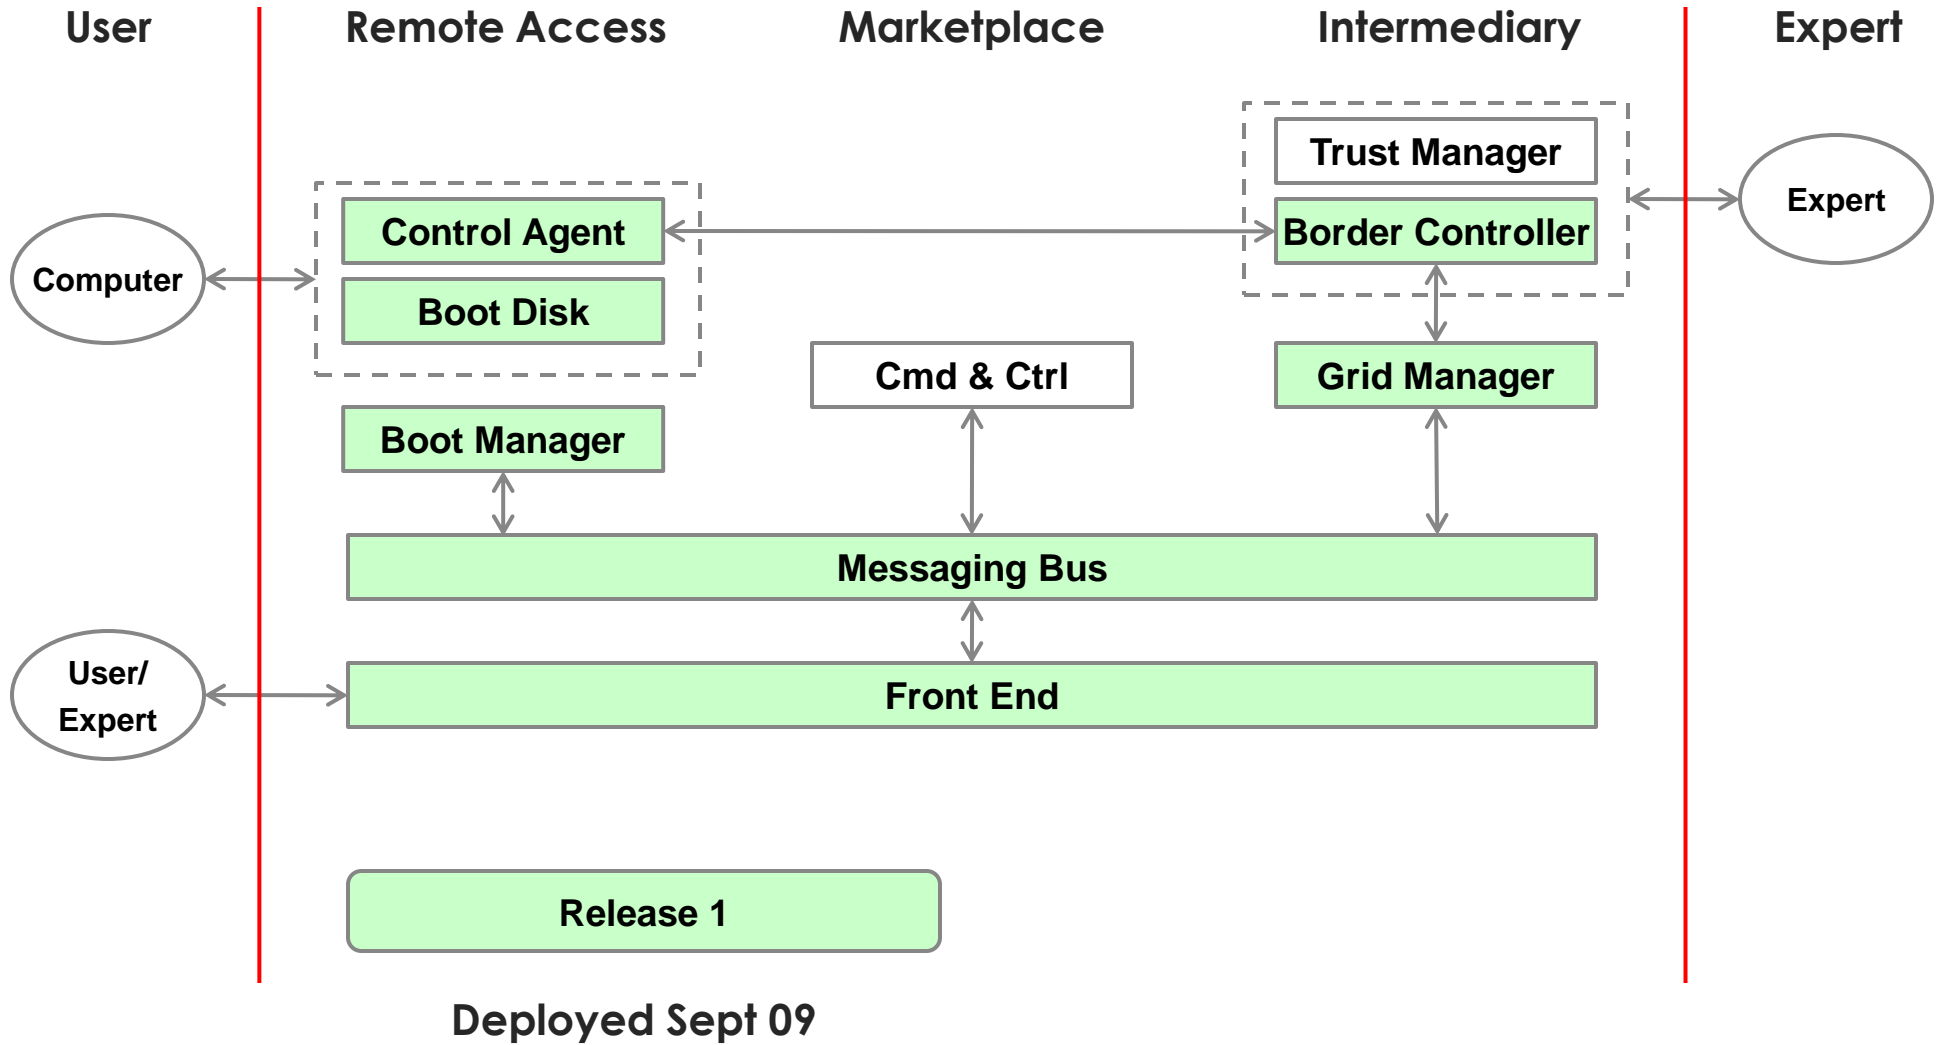 User
Remote Access
Marketplace
Intermediary
Expert
Trust Manager
Control Agent
Border Controller
Expert
Computer
Boot Disk
Cmd & Ctrl
Grid Manager
Boot Manager
Messaging Bus
User/
Expert
Front End
Release 1
Deployed Sept 09